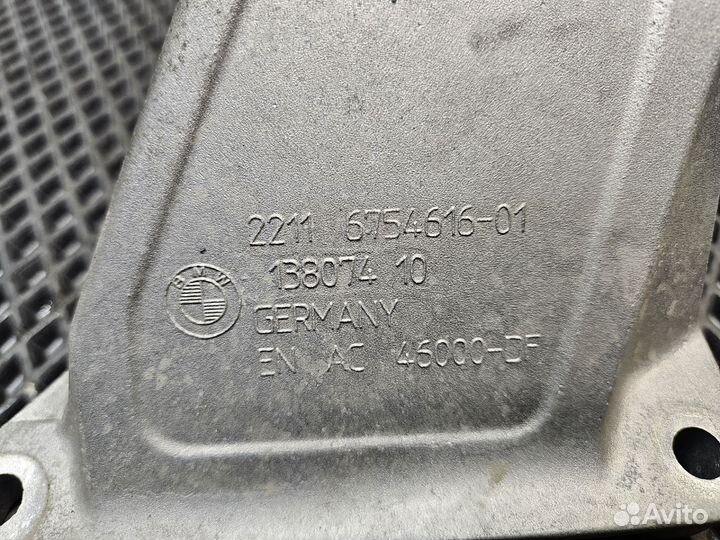 2211 6754616-01
138074 10
BMW
GERMANY
EN AC 46000-DF
Avito